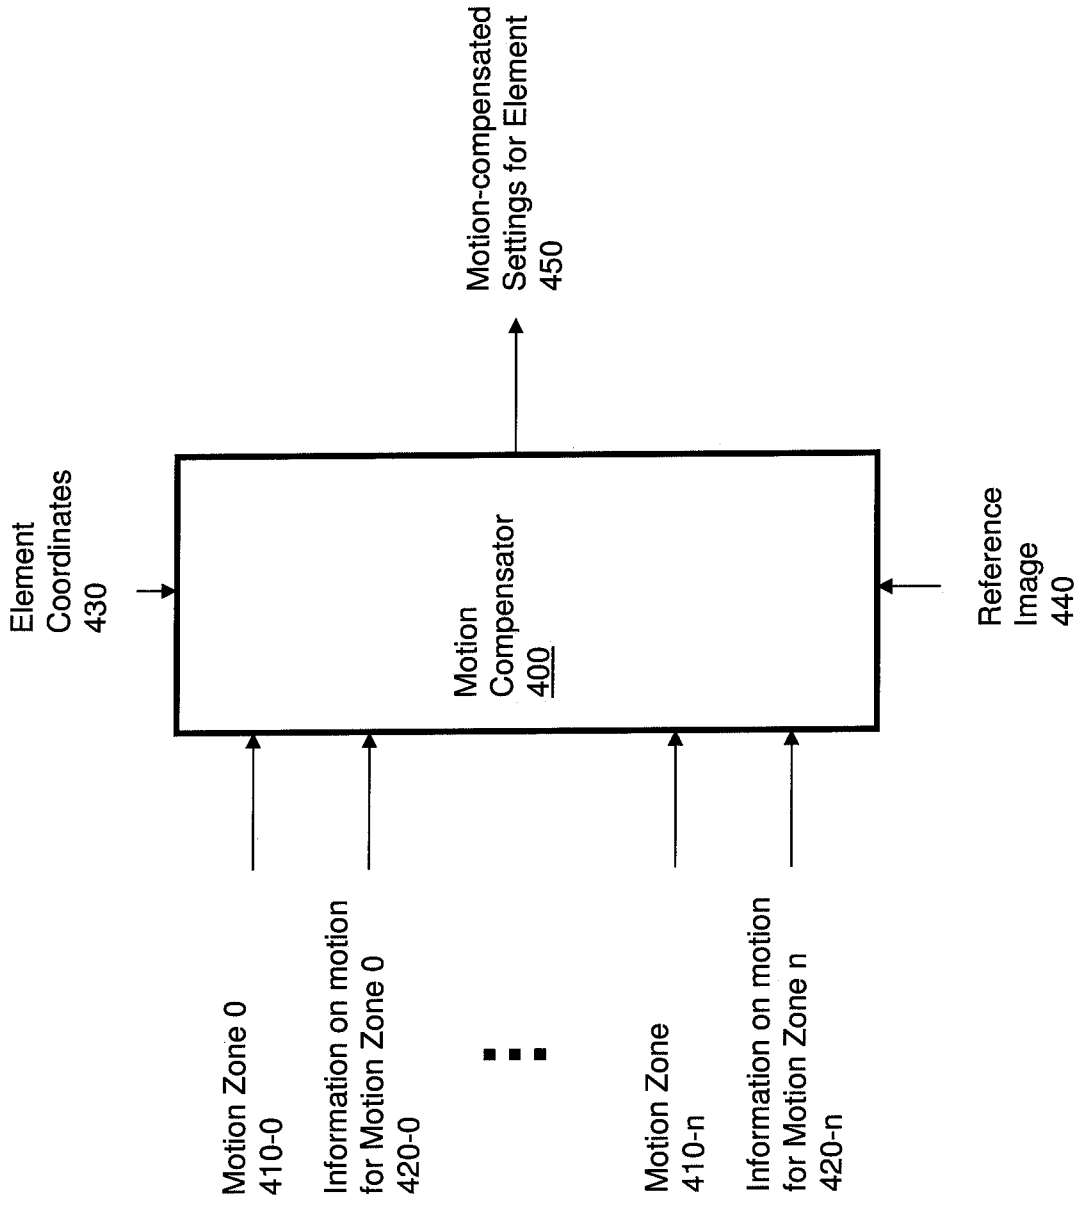 Element
Coordinates
430
Motion Zone 0
410-0
Information on motion
for Motion Zone 0
420-0
Motion Zone
410-n
Information on motion
for Motion Zone n
420-n
Motion
Compensator
400
Motion-compensated
Settings for Element
450
Reference
Image
440